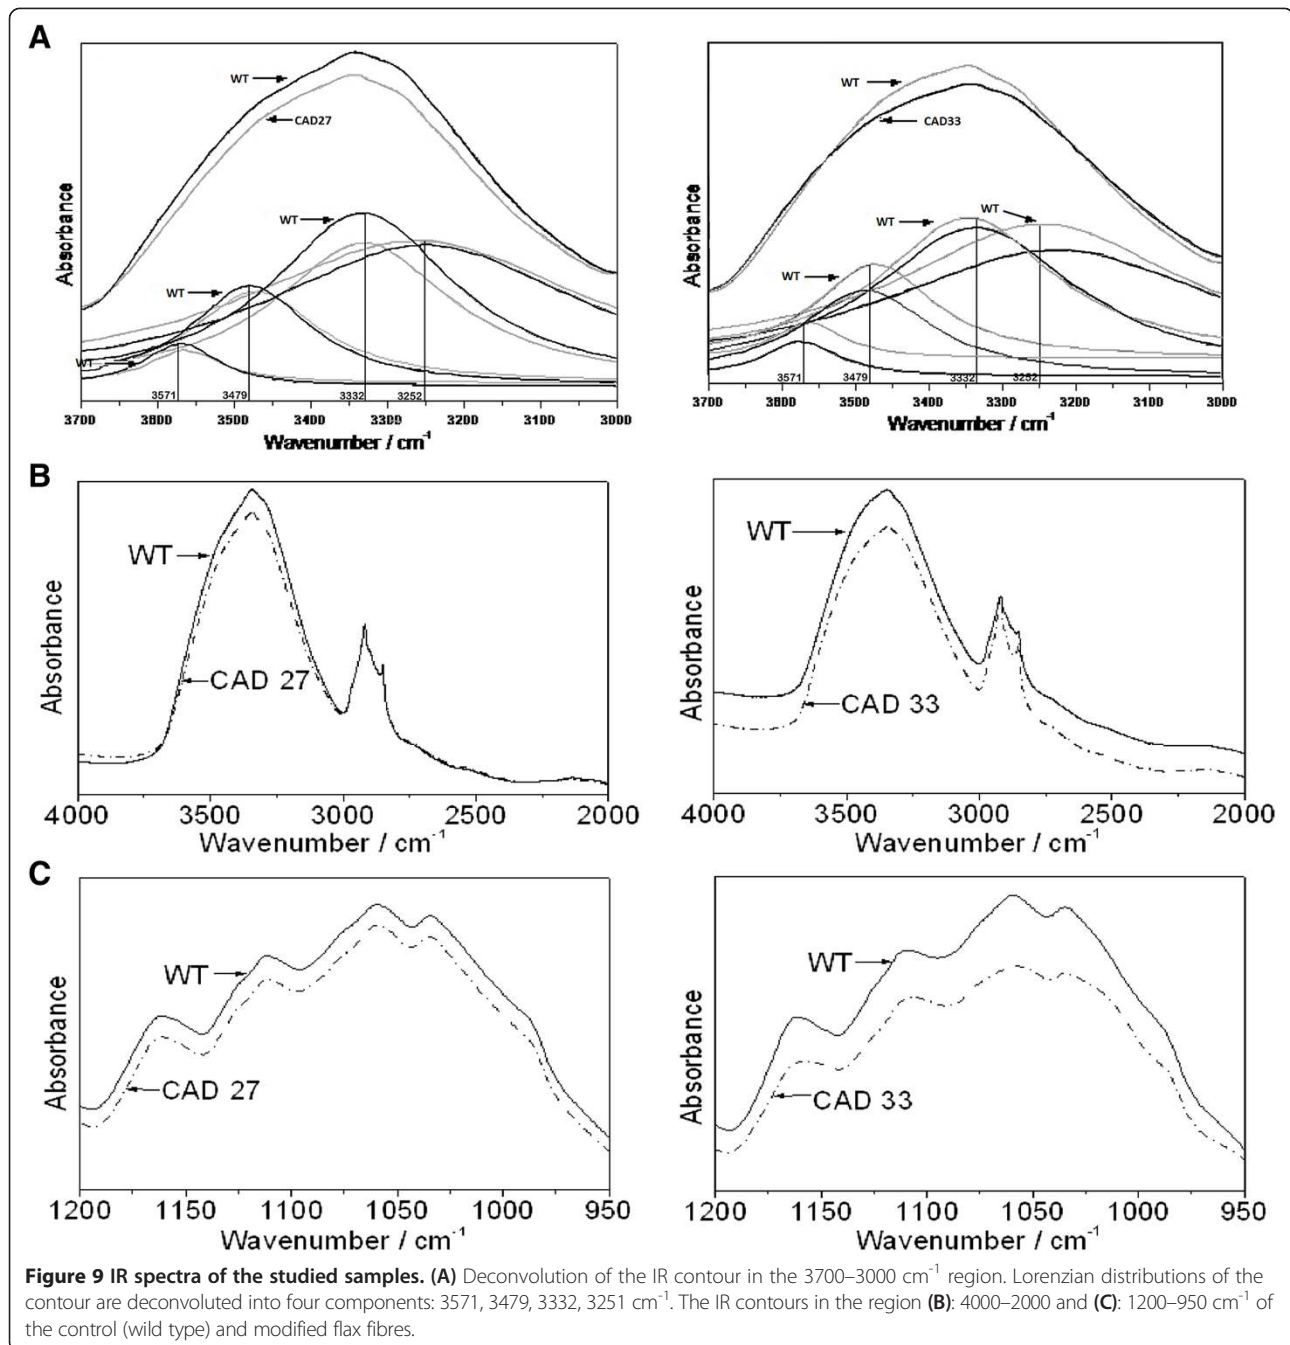 A
WT
CAD27
WT
WT
WT
Absorbance
3571
3479
3332
3252
3700
3800
3400
3309
3200
3100
3000
Wavenumber / cm-1
WT
CAD33
WT
WT
WT
Absorbance
3571
3479
3332
3252
3700
3600
3500
3400
3300
3200
3100
3000
Wavenumber / cm-1
B
WT
CAD 27
Absorbance
4000
3500
3000
2500
2000
Wavenumber / cm-1
WT
CAD 33
Absorbance
4000
3500
3000
2500
2000
Wavenumber / cm-1
C
WT
CAD 27
Absorbance
1200
1150
1100
1050
1000
950
Wavenumber / cm-1
WT
CAD 33
Absorbance
1200
1150
1100
1050
1000
950
Wavenumber / cm-1
Figure 9 IR spectra of the studied samples. (A) Deconvolution of the IR contour in the 3700–3000 cm-1 region. Lorenzian distributions of the
contour are deconvoluted into four components: 3571, 3479, 3332, 3251 cm-1. The IR contours in the region (B): 4000–2000 and (C): 1200–950 cm-1 of
the control (wild type) and modified flax fibres.